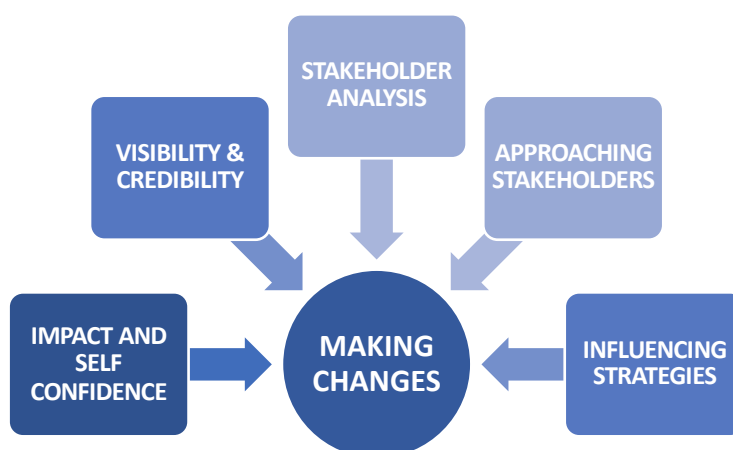 STAKEHOLDER
ANALYSIS
VISIBILITY &
CREDIBILITY
APPROACHING
STAKEHOLDERS
IMPACT AND
SELF
CONFIDENCE
MAKING
CHANGES
INFLUENCING
STRATEGIES